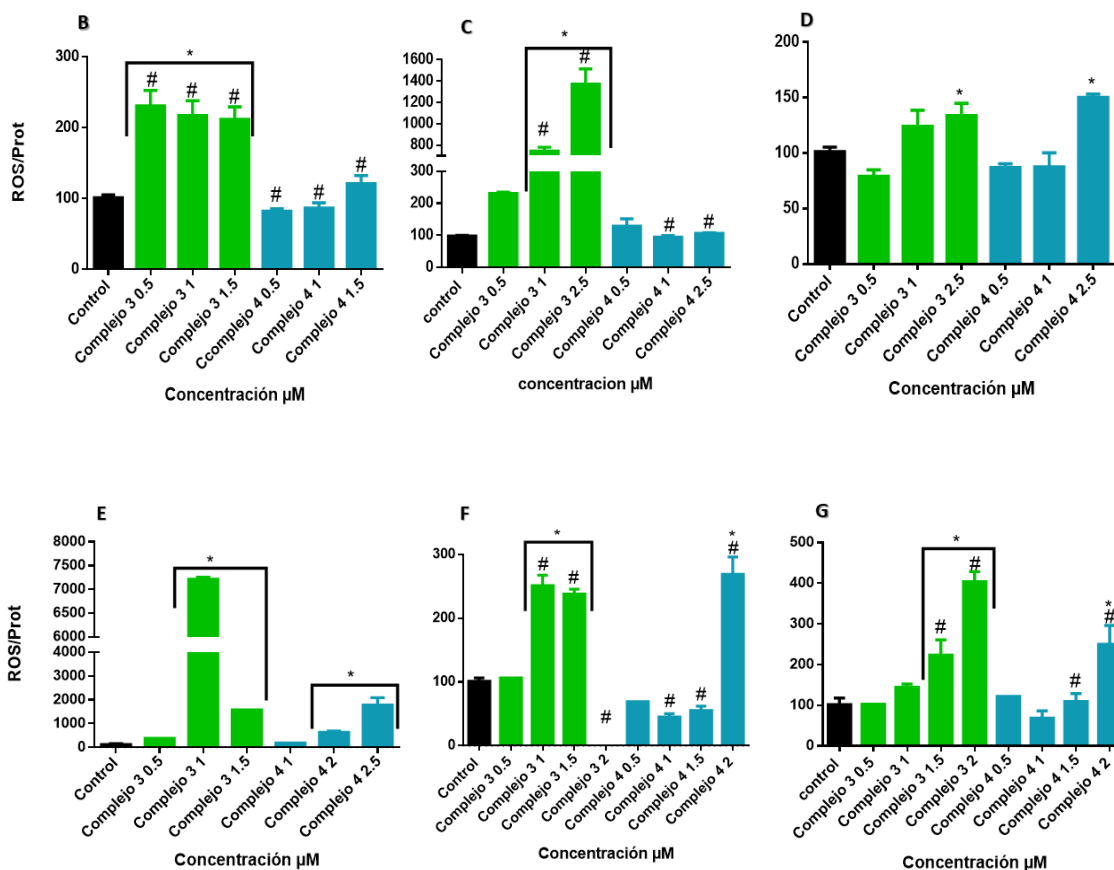 B
ROS/Prot
300
200
100
0
*
#
#
#
#
#
#
Control
Complejo 3 0.5
Complejo 3 1
Complejo 3 1.5
Ccomplejo 4 0.5
Complejo 4 1
Complejo 4 1.5
Concentración µM
C
1600
1400
1200
1000
800
600
300
200
100
0
*
#
#
#
#
control
Complejo 3 0.5
Complejo 3 1
Complejo 3 2.5
Complejo 4 0.5
Complejo 4 1
Complejo 4 2.5
concentracion µM
D
150
100
50
0
*
*
Control
Complejo 3 0.5
Complejo 3 1
Complejo 3 2.5
Complejo 4 0.5
Complejo 4 1
Complejo 4 2.5
Concentración µM
E
ROS/Prot
8000
7500
7000
6500
6000
4000
3000
2000
1000
0
*
*
Control
Complejo 3 0.5
Complejo 3 1
Complejo 3 1.5
Complejo 4 1
Complejo 4 2
Complejo 4 2.5
Concentración µM
F
300
200
100
0
*
#
#
#
#
#
*
#
Control
Complejo 3 0.5
Complejo 3 1
Complejo 3 1.5
Complejo 3 2
Complejo 4 0.5
Complejo 4 1
Complejo 4 1.5
Complejo 4 2
Concentración µM
G
500
400
300
200
100
0
*
#
#
#
*
#
control
Complejo 3 0.5
Complejo 3 1
Complejo 3 1.5
Complejo 3 2
Complejo 4 0.5
Complejo 4 1
Complejo 4 1.5
Complejo 4 2
Concentración µM